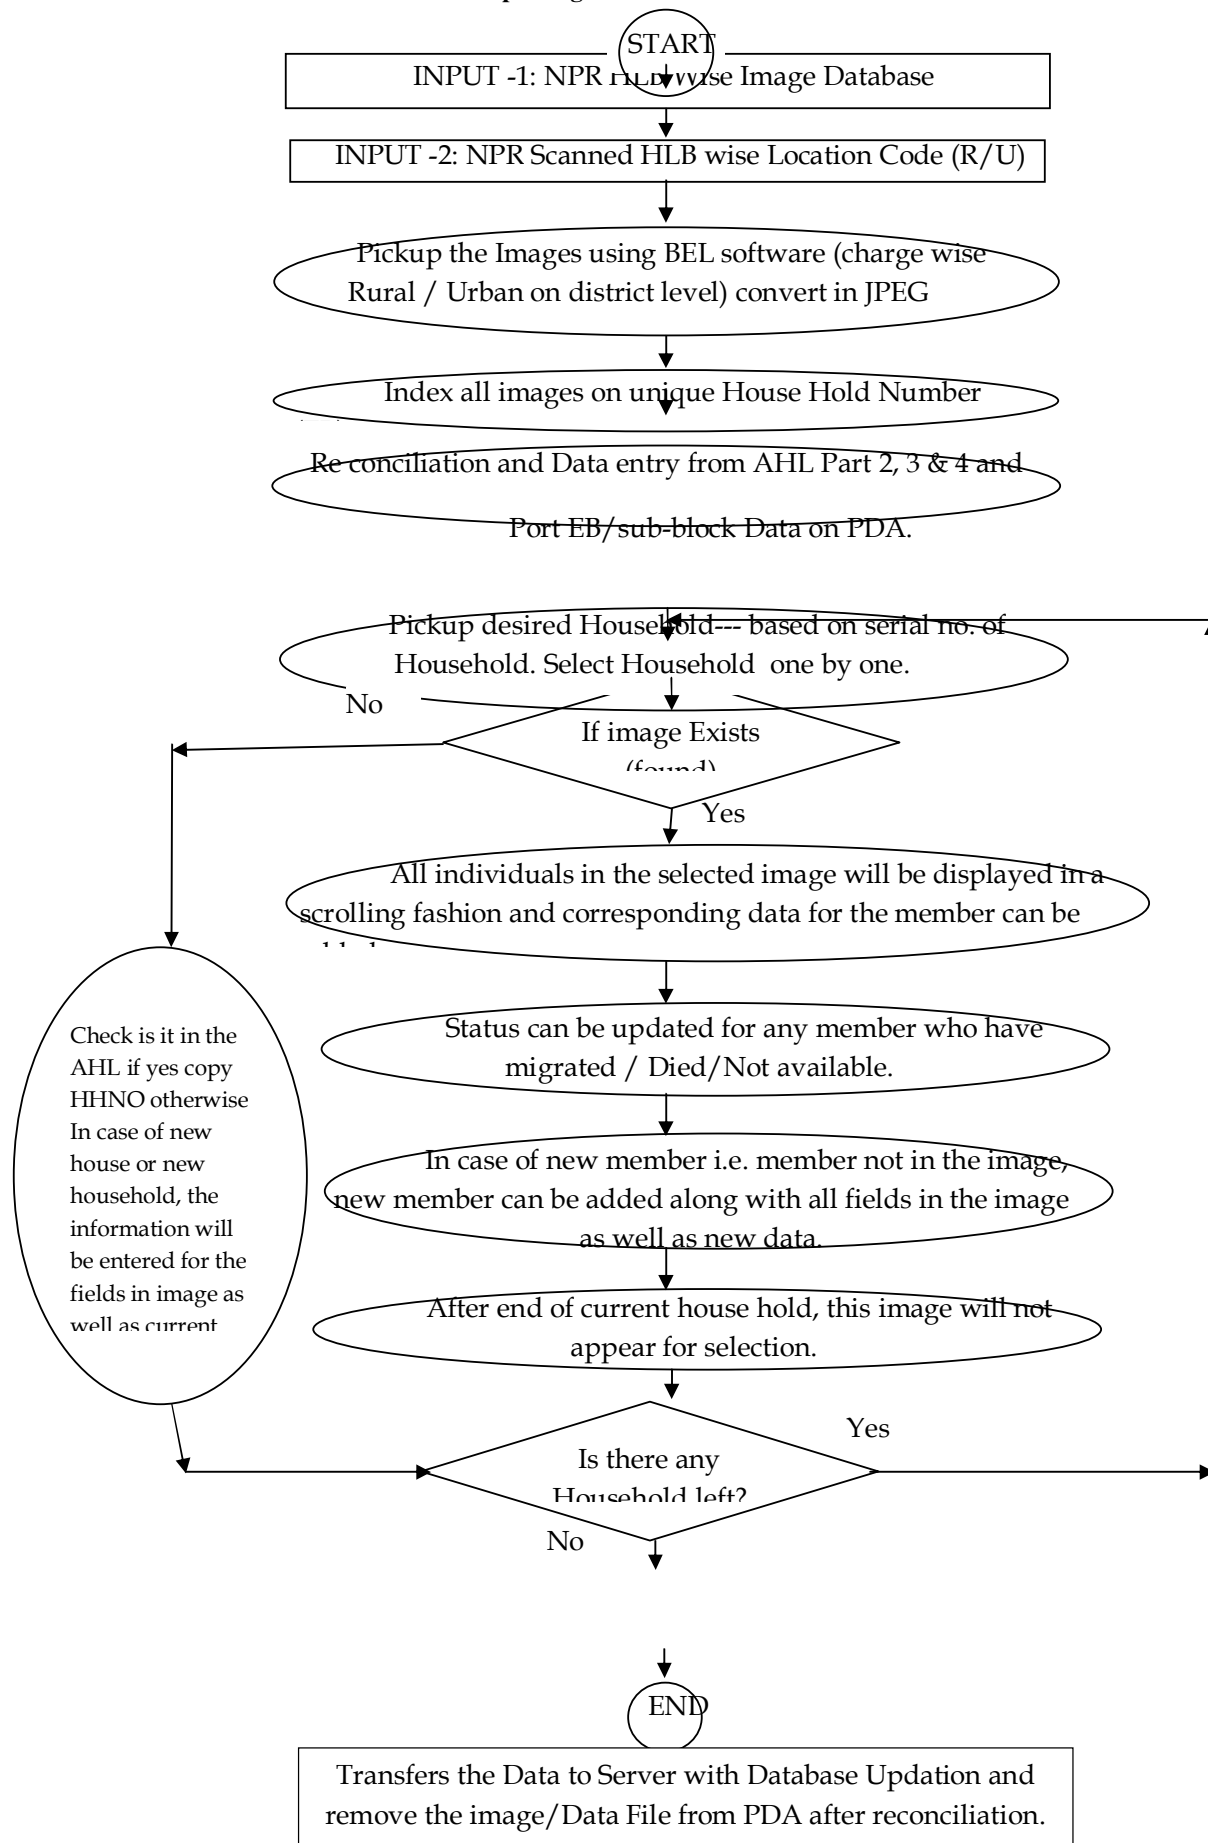 START
INPUT -1: NPR HLB Wise Image Database
INPUT -2: NPR Scanned HLB wise Location Code (R/U)
Pickup the Images using BEL software (charge wise
Rural / Urban on district level) convert in JPEG
Index all images on unique House Hold Number
Re conciliation and Data entry from AHL Part 2, 3 & 4 and
Port EB/sub-block Data on PDA.
Pickup desired Household--- based on serial no. of
Household. Select Household one by one.
No
If image Exists
(found)
Yes
All individuals in the selected image will be displayed in a
scrolling fashion and corresponding data for the member can be
Status can be updated for any member who have
migrated / Died/Not available.
Check is it in the
AHL if yes copy
HHNO otherwise
In case of new
house or new
household, the
information will
be entered for the
fields in image as
well as current
In case of new member i.e. member not in the image,
new member can be added along with all fields in the image
as well as new data.
After end of current house hold, this image will not
appear for selection.
Yes
Is there any
Household left?
No
END
Transfers the Data to Server with Database Updation and
remove the image/Data File from PDA after reconciliation.